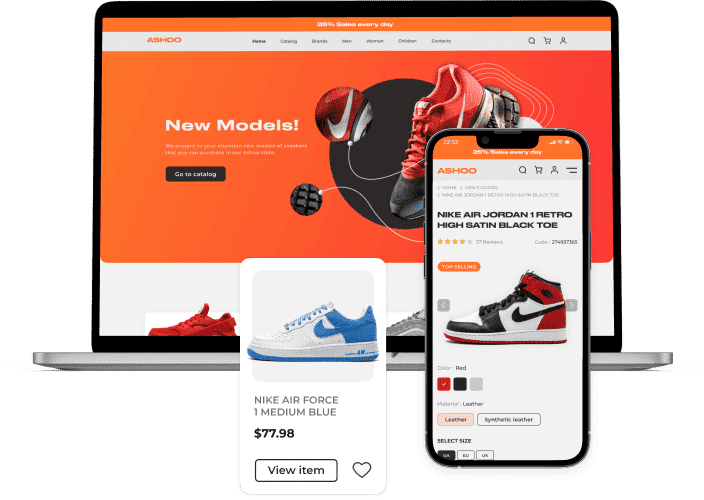 25% Sales every day
ASHOO
Home Catalog Brands Men Woman Children Contacts
New Models!
We present to your attention new models of sneakers
that you can purchase in our Ashoo store.
Go to catalog
NIKE AIR FORCE
1 MEDIUM BLUE
$77.98
View item
22:52
25% Sales every day
ASHOO
HOME MEN'S GOODS
NIKE AIR JORDAN 1 RETRO HIGH SATIN BLACK TOE
NIKE AIR JORDAN 1 RETRO
HIGH SATIN BLACK TOE
37 Reviews Code: 274937365
TOP SELLING
Color : Red
Material : Leather
Leather Synthetic leather
SELECT SIZE
EU UK